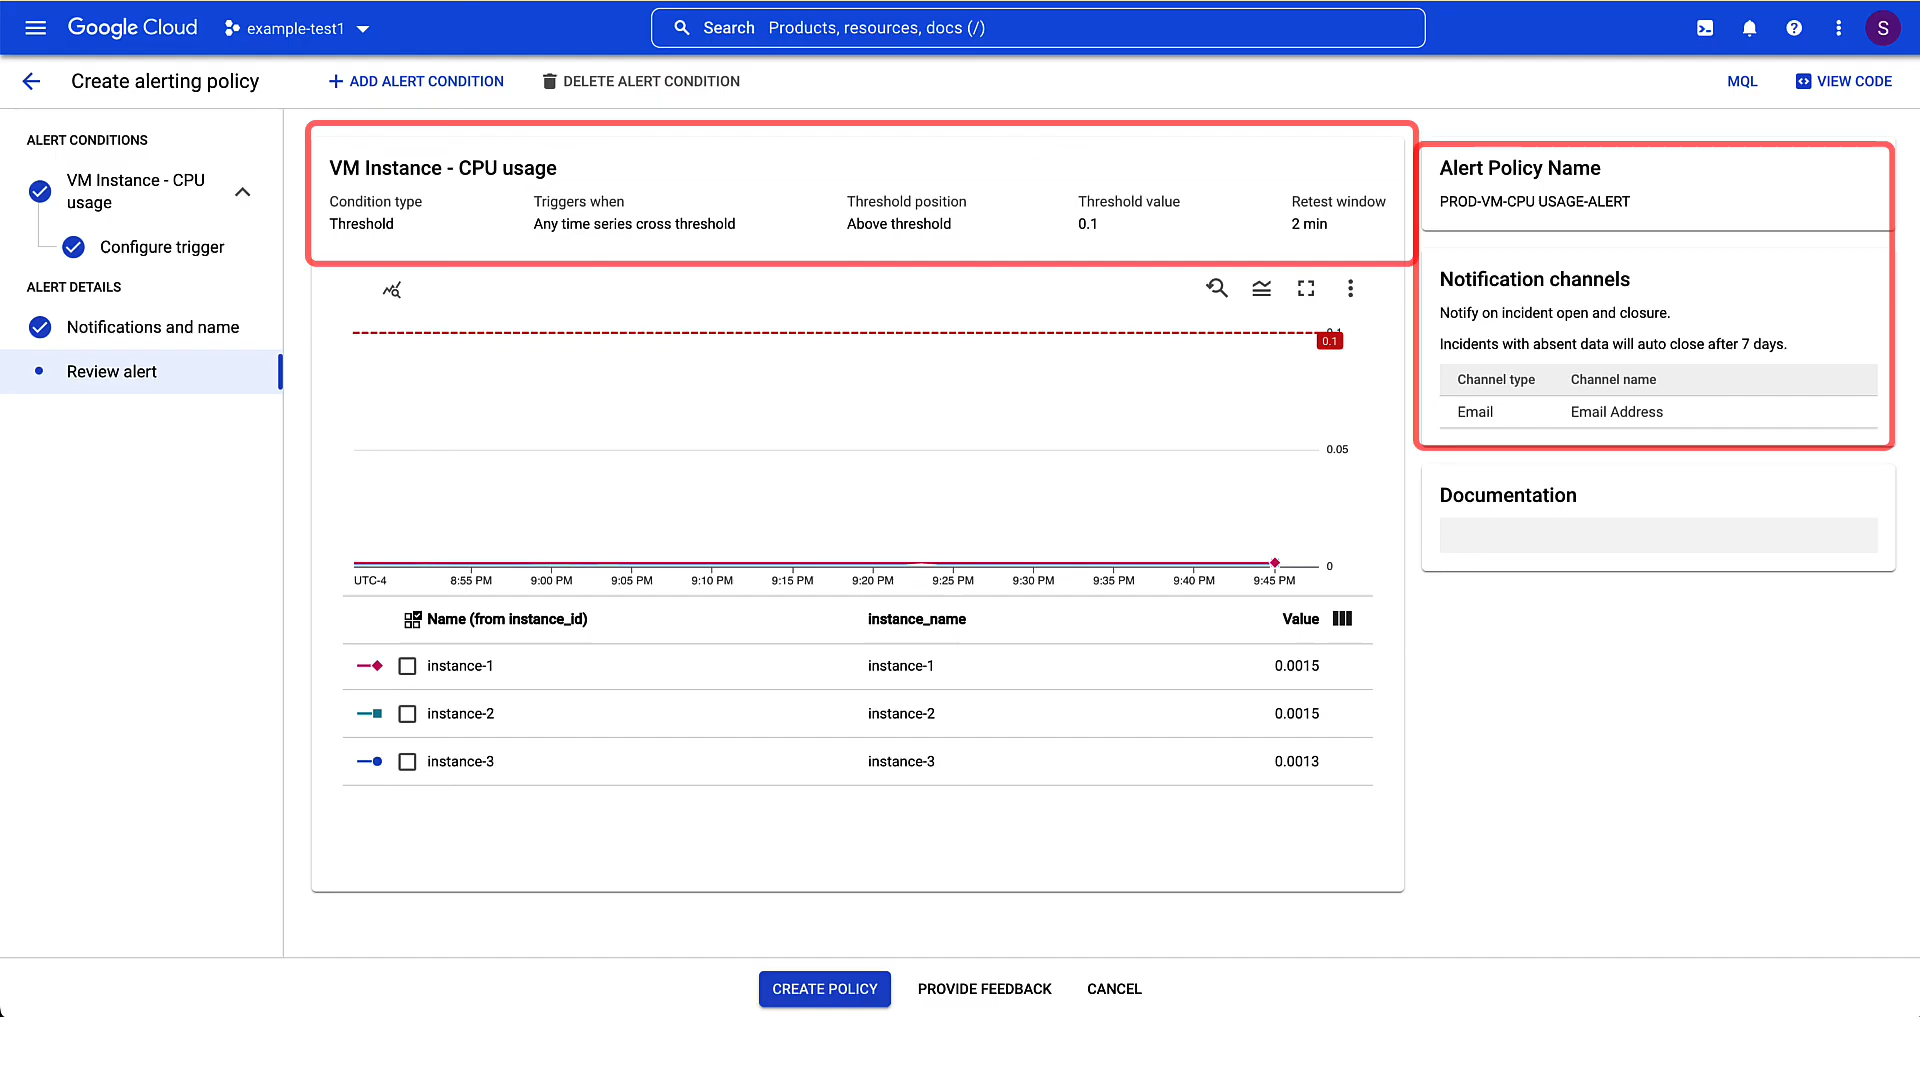 Google Cloud
example-test1
Search Products, resources, docs (/)
S
Create alerting policy
ADD ALERT CONDITION
DELETE ALERT CONDITION
MQL
VIEW CODE
ALERT CONDITIONS
VM Instance - CPU
usage
Configure trigger
ALERT DETAILS
Notifications and name
Review alert
VM Instance - CPU usage
Condition type Triggers when Threshold position Threshold value Retest window
Threshold Any time series cross threshold Above threshold 0.1 2 min
0.1
0.1
0.05
0
UTC-4 8:55 PM 9:00 PM 9:05 PM 9:10 PM 9:15 PM 9:20 PM 9:25 PM 9:30 PM 9:35 PM 9:40 PM 9:45 PM
Name (from instance_id) instance_name Value
instance-1 instance-1 0.0015
instance-2 instance-2 0.0015
instance-3 instance-3 0.0013
Alert Policy Name
PROD-VM-CPU USAGE-ALERT
Notification channels
Notify on incident open and closure.
Incidents with absent data will auto close after 7 days.
Channel type Channel name
Email Email Address
Documentation
CREATE POLICY
PROVIDE FEEDBACK
CANCEL